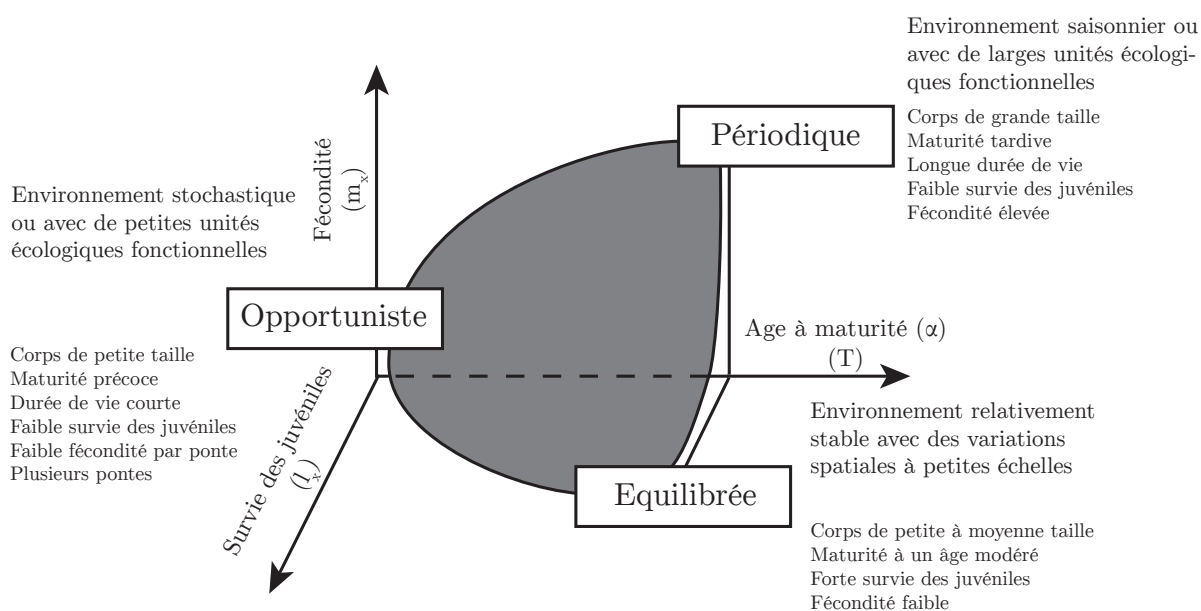 Environnement saisonnier ou
avec de larges unités écologi-
ques fonctionnelles
Périodique
Corps de grande taille
Maturité tardive
Longue durée de vie
Faible survie des juvéniles
Fécondité élevée
Fécondité
(mₓ)
Environnement stochastique
ou avec de petites unités
écologiques fonctionnelles
Opportuniste
Corps de petite taille
Maturité précoce
Durée de vie courte
Faible survie des juvéniles
Faible fécondité par ponte
Plusieurs pontes
Survie des juvéniles
(lₓ)
Age à maturité (α)
(T)
Environnement relativement
stable avec des variations
spatiales à petites échelles
Equilibrée
Corps de petite à moyenne taille
Maturité à un âge modéré
Forte survie des juvéniles
Fécondité faible